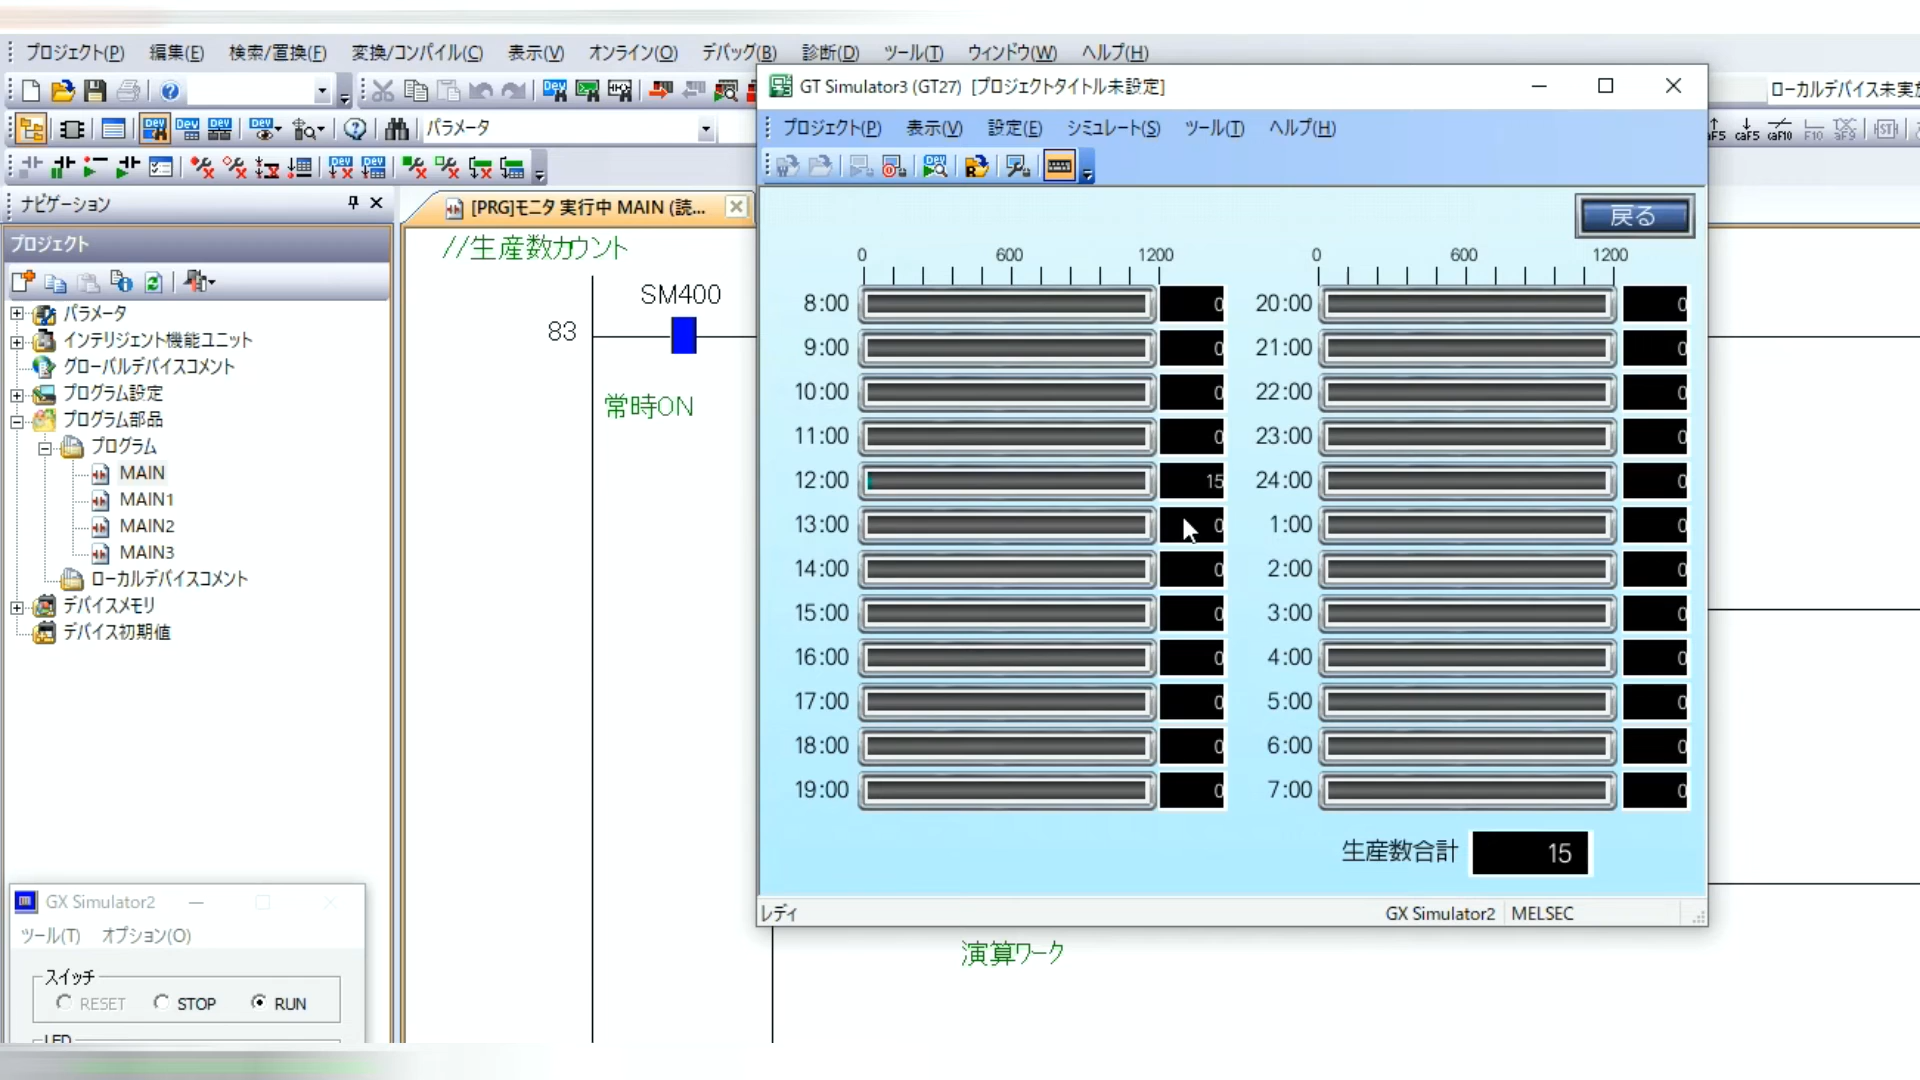 プロジェクト(P) 編集(E) 検索/置換(F) 変換/コンパイル(C) 表示(V) オンライン(O) デバッグ(B) 診断(D) ツール(T) ウィンドウ(W) ヘルプ(H)
GT Simulator3 (GT27) [プロジェクトタイトル未設定]
ローカルデバイス未実
パラメータ
プロジェクト(P) 表示(V) 設定(E) シミュレート(S) ツール(T) ヘルプ(H)
caF5 caF10 F10 aF9
ナビゲーション
[PRG]モニタ 実行中 MAIN (読...
戻る
プロジェクト
//生産数カウント
0 600 1200 0 600 1200
SM400
83
常時ON
8:00 0 20:00 0
9:00 0 21:00 0
10:00 0 22:00 0
11:00 0 23:00 0
12:00 15 24:00 0
13:00 0 1:00 0
14:00 0 2:00 0
15:00 0 3:00 0
16:00 0 4:00 0
17:00 0 5:00 0
18:00 0 6:00 0
19:00 0 7:00 0
生産数合計 15
レディ GX Simulator2 MELSEC
演算ワーク
パラメータ
インテリジェント機能ユニット
グローバルデバイスコメント
プログラム設定
プログラム部品
プログラム
MAIN
MAIN1
MAIN2
MAIN3
ローカルデバイスコメント
デバイスメモリ
デバイス初期値
GX Simulator2
ツール(T) オプション(O)
スイッチ
RESET STOP RUN
LED